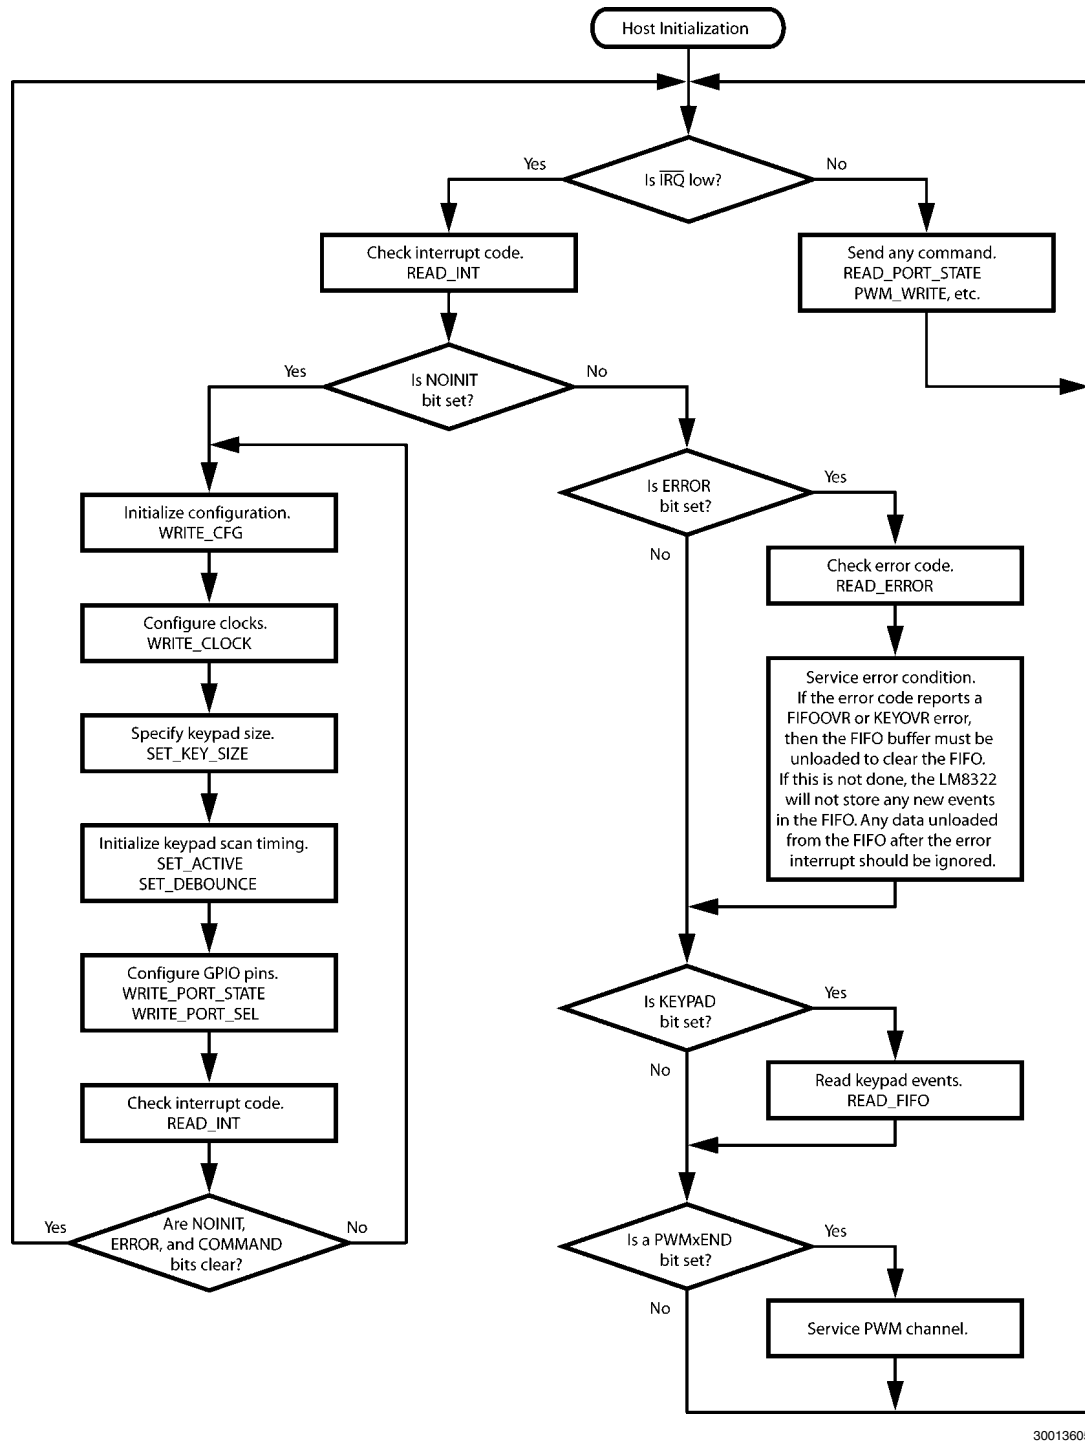 Host Initialization
Yes
No
Is IRQ low?
Check interrupt code.
READ_INT
Send any command.
READ_PORT_STATE
PWM_WRITE, etc.
Yes
No
Is NOINIT
bit set?
Is ERROR
bit set?
Yes
No
Initialize configuration.
WRITE_CFG
Check error code.
READ_ERROR
Configure clocks.
WRITE_CLOCK
Service error condition.
If the error code reports a
FIFOOVR or KEYOVR error,
then the FIFO buffer must be
unloaded to clear the FIFO.
If this is not done, the LM8322
will not store any new events
in the FIFO. Any data unloaded
from the FIFO after the error
interrupt should be ignored.
Specify keypad size.
SET_KEY_SIZE
Initialize keypad scan timing.
SET_ACTIVE
SET_DEBOUNCE
Configure GPIO pins.
WRITE_PORT_STATE
WRITE_PORT_SEL
Is KEYPAD
bit set?
Yes
No
Read keypad events.
READ_FIFO
Check interrupt code.
READ_INT
Yes
No
Are NOINIT,
ERROR, and COMMAND
bits clear?
Is a PWMxEND
bit set?
Yes
No
Service PWM channel.
3001360